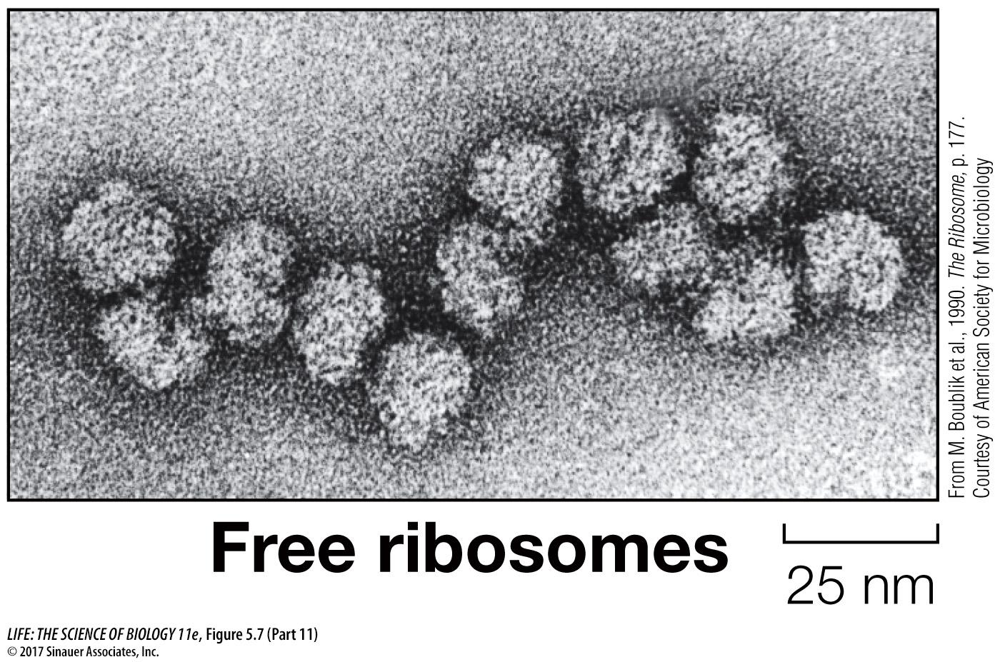 From M. Boublik et al., 1990. The Ribosome, p. 177.
Courtesy of American Society for Microbiology
Free ribosomes
25 nm
LIFE: THE SCIENCE OF BIOLOGY 11e, Figure 5.7 (Part 11)
© 2017 Sinauer Associates, Inc.